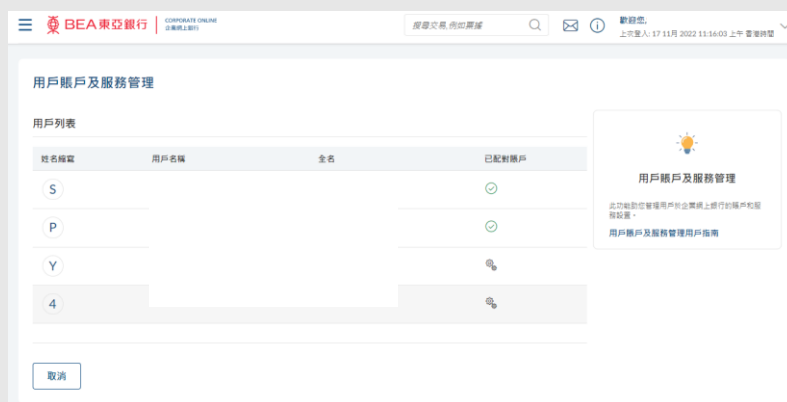 BEA 東亞銀行
CORPORATE ONLINE
企業網上銀行
搜尋交易,例如票據
歡迎您,
上次登入: 17 11月 2022 11:16:03 上午 香港時間
用戶賬戶及服務管理
用戶列表
姓名縮寫 用戶名稱 全名 已配對賬戶
S
P
Y
4
取消
用戶賬戶及服務管理
此功能助您管理用戶於企業網上銀行的賬戶和服
務設置。
用戶賬戶及服務管理用戶指南